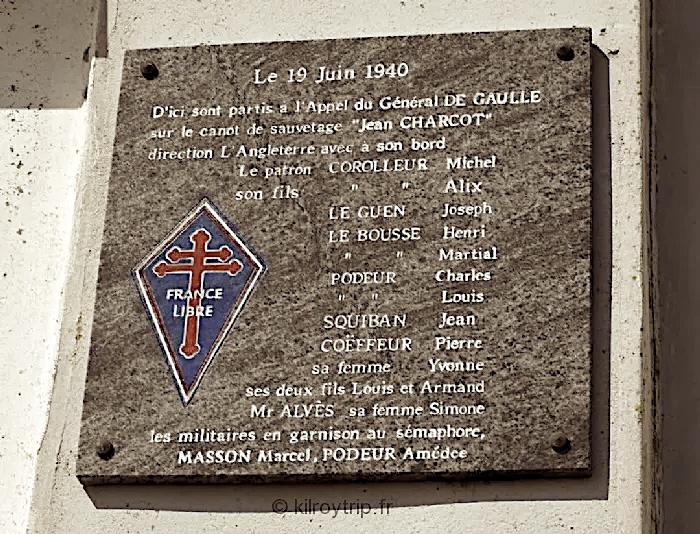 Le 19 Juin 1940
D'ici sont partis a l'Appel du Général DE GAULLE
sur le canot de sauvetage "Jean CHARCOT"
direction L'Angleterre avec à son bord
Le patron COROLLEUR Michel
son fils " " Alix
LE GUEN Joseph
LE BOUSSE Henri
" " Martial
PODEUR Charles
" " Louis
SQUIBAN Jean
COËFFEUR Pierre
sa femme Yvonne
ses deux fils Louis et Armand
Mr ALVÈS sa femme Simone
les militaires en garnison au sémaphore,
MASSON Marcel, PODEUR Amédée
FRANCE
LIBRE
© kilroytrip.fr